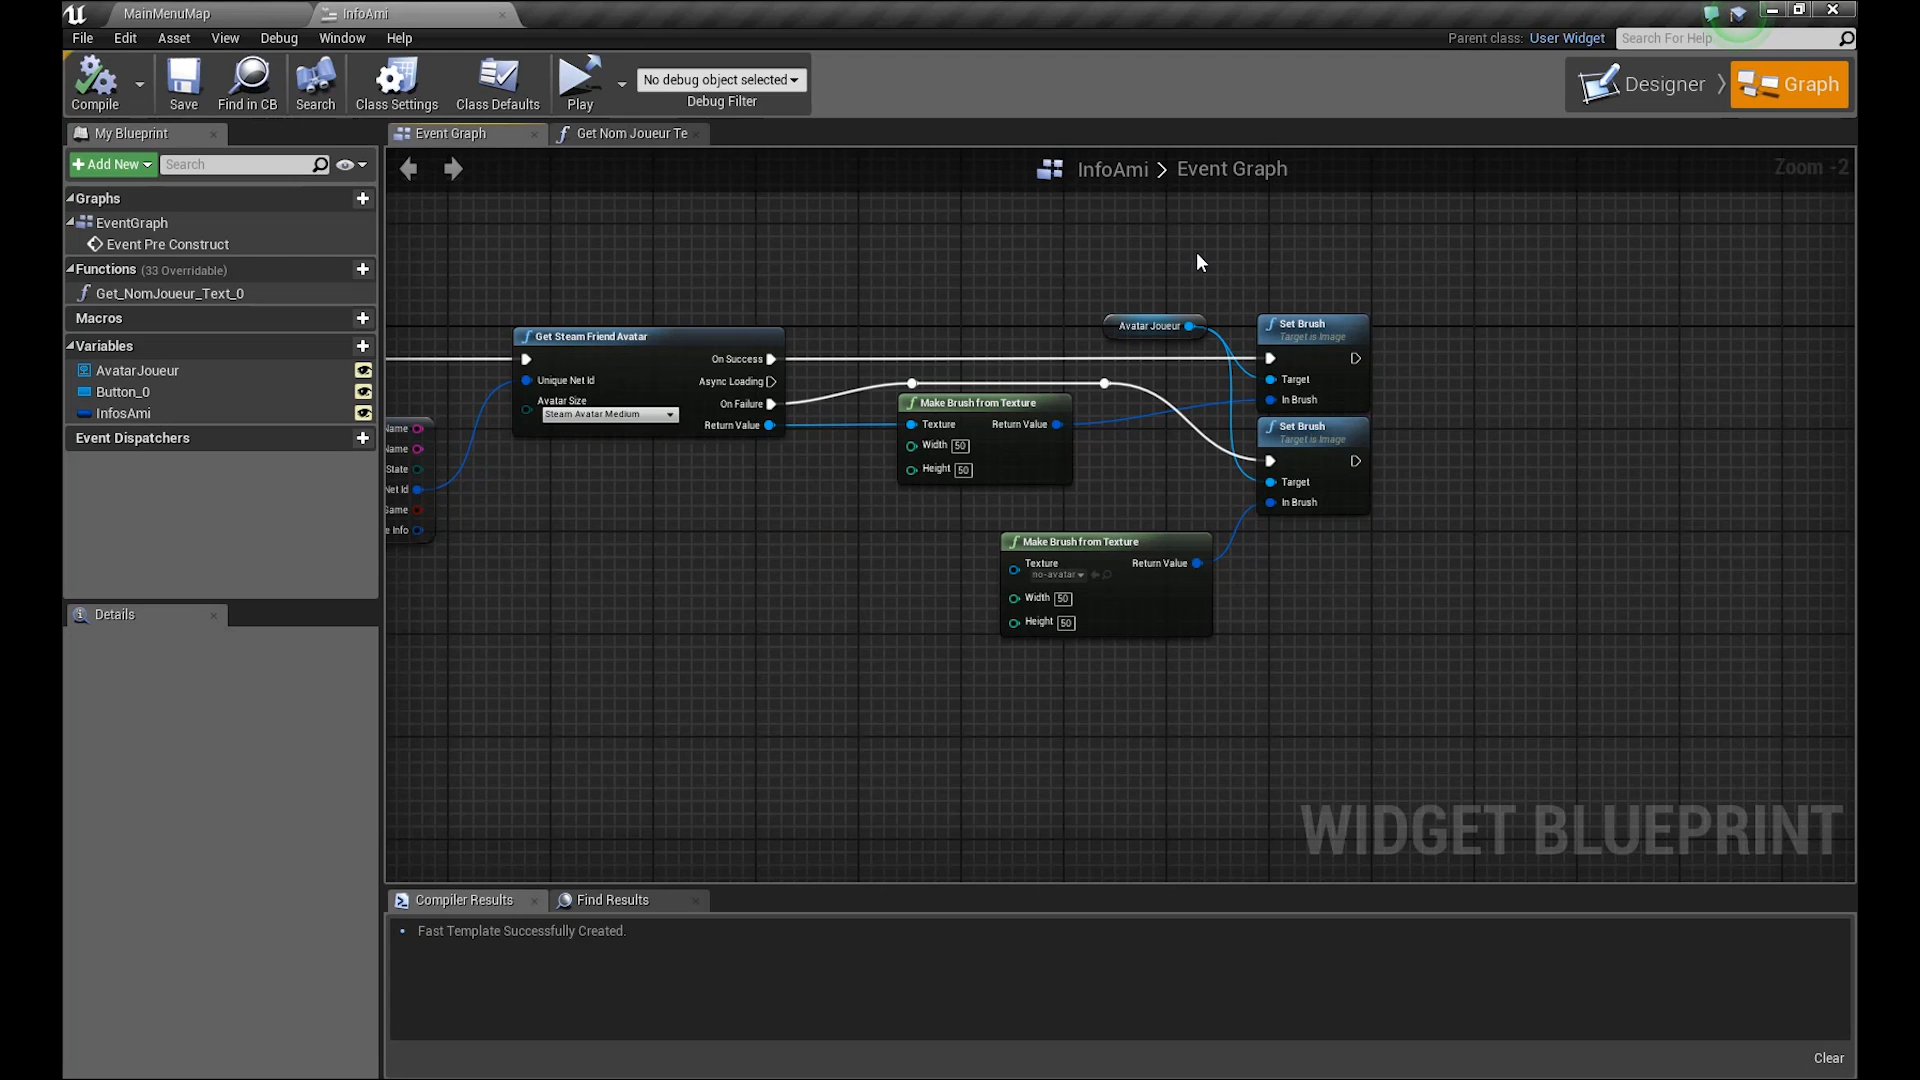 MainMenuMap
InfoAmi
File Edit Asset View Debug Window Help
Parent class: User Widget
Search For Help
Compile
Save
Find in CB
Search
Class Settings
Class Defaults
Play
No debug object selected
Debug Filter
Designer
Graph
My Blueprint
Event Graph
Get Nom Joueur Te
Add New
Search
InfoAmi > Event Graph
Zoom -2
Graphs
EventGraph
Event Pre Construct
Functions (33 Overridable)
Get_NomJoueur_Text_0
Macros
Variables
AvatarJoueur
Button_0
InfosAmi
Event Dispatchers
Details
Name
Name
State
Net Id
Game
e Info
Get Steam Friend Avatar
On Success
Unique Net Id
Async Loading
Avatar Size
Steam Avatar Medium
On Failure
Return Value
Make Brush from Texture
Texture
Return Value
Width 50
Height 50
Avatar Joueur
Set Brush
Target is Image
Target
In Brush
Set Brush
Target is Image
Target
In Brush
Make Brush from Texture
Texture
no-avatar
Return Value
Width 50
Height 50
WIDGET BLUEPRINT
Compiler Results
Find Results
• Fast Template Successfully Created.
Clear